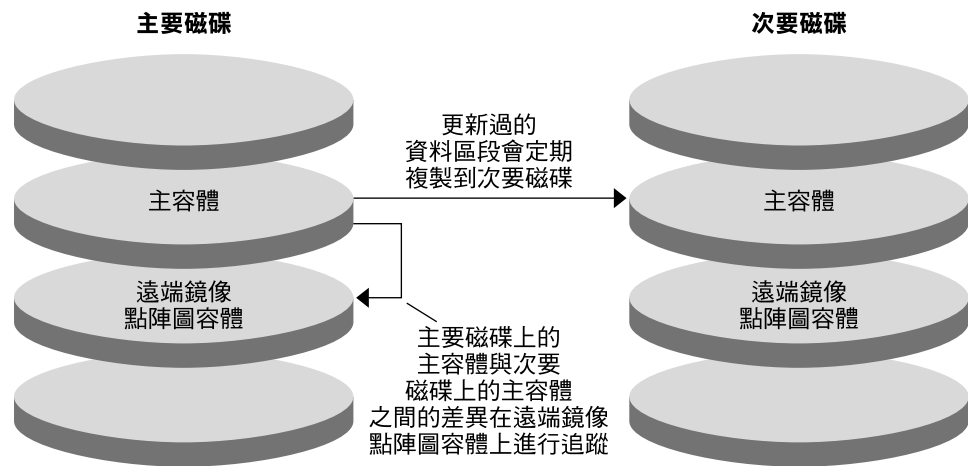 主要磁碟
次要磁碟
更新過的
資料區段會定期
複製到次要磁碟
主容體
主容體
遠端鏡像
點陣圖容體
遠端鏡像
點陣圖容體
主要磁碟上的
主容體與次要
磁碟上的主容體
之間的差異在遠端鏡像
點陣圖容體上進行追蹤